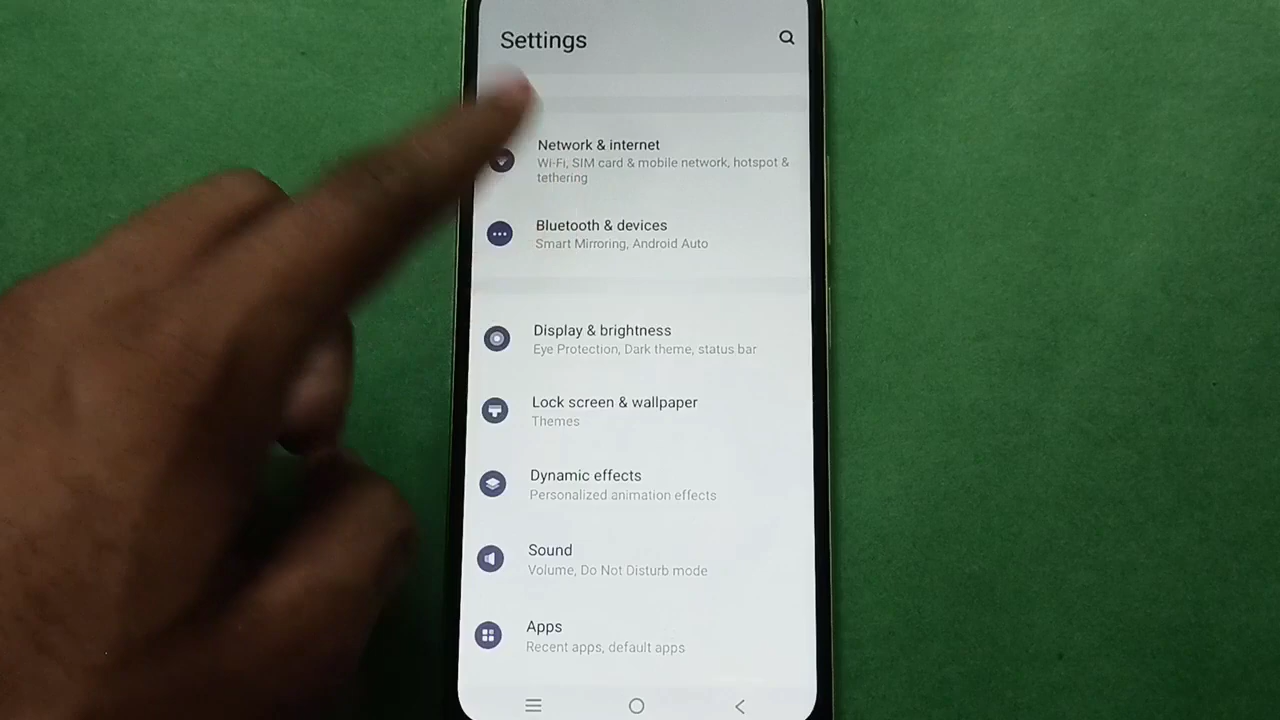 Settings
Network & internet
Wi-Fi, SIM card & mobile network, hotspot &
tethering
Bluetooth & devices
Smart Mirroring, Android Auto
Display & brightness
Eye Protection, Dark theme, status bar
Lock screen & wallpaper
Themes
Dynamic effects
Personalized animation effects
Sound
Volume, Do Not Disturb mode
Apps
Recent apps, default apps